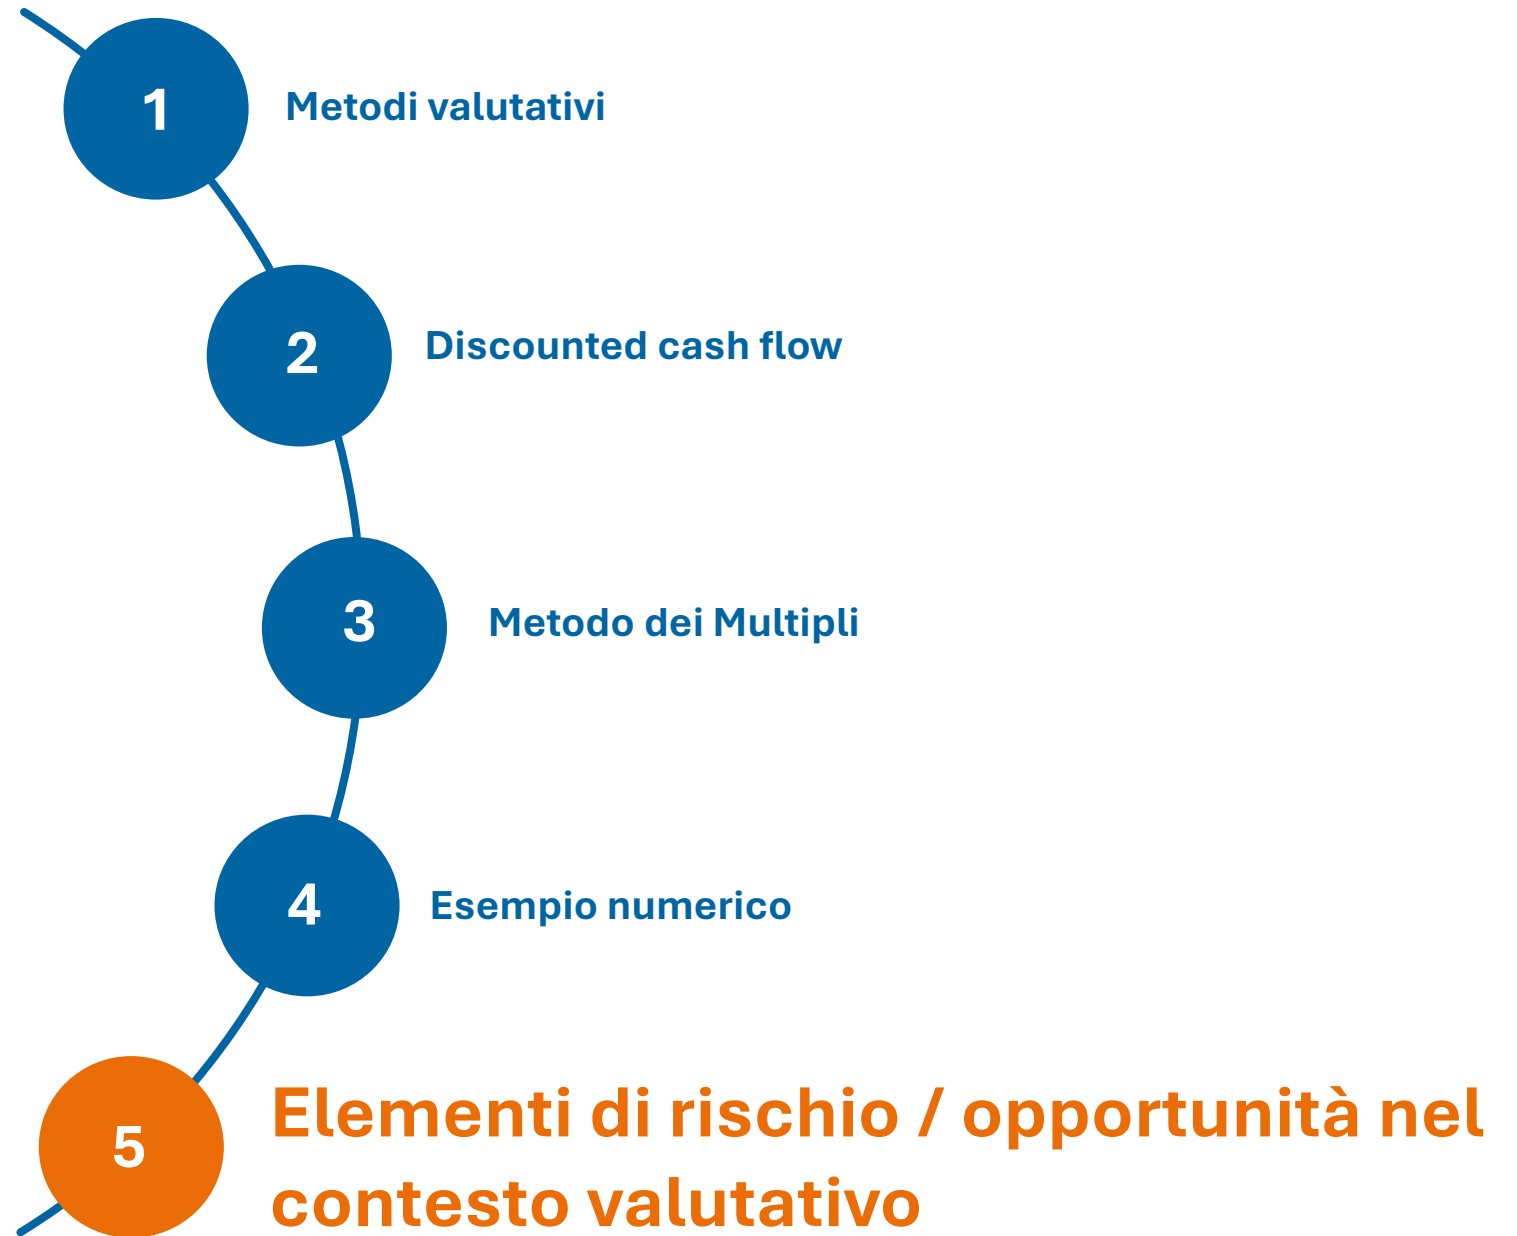 1
Metodi valutativi
2
Discounted cash flow
3
Metodo dei Multipli
4
Esempio numerico
5
Elementi di rischio / opportunità nel
contesto valutativo